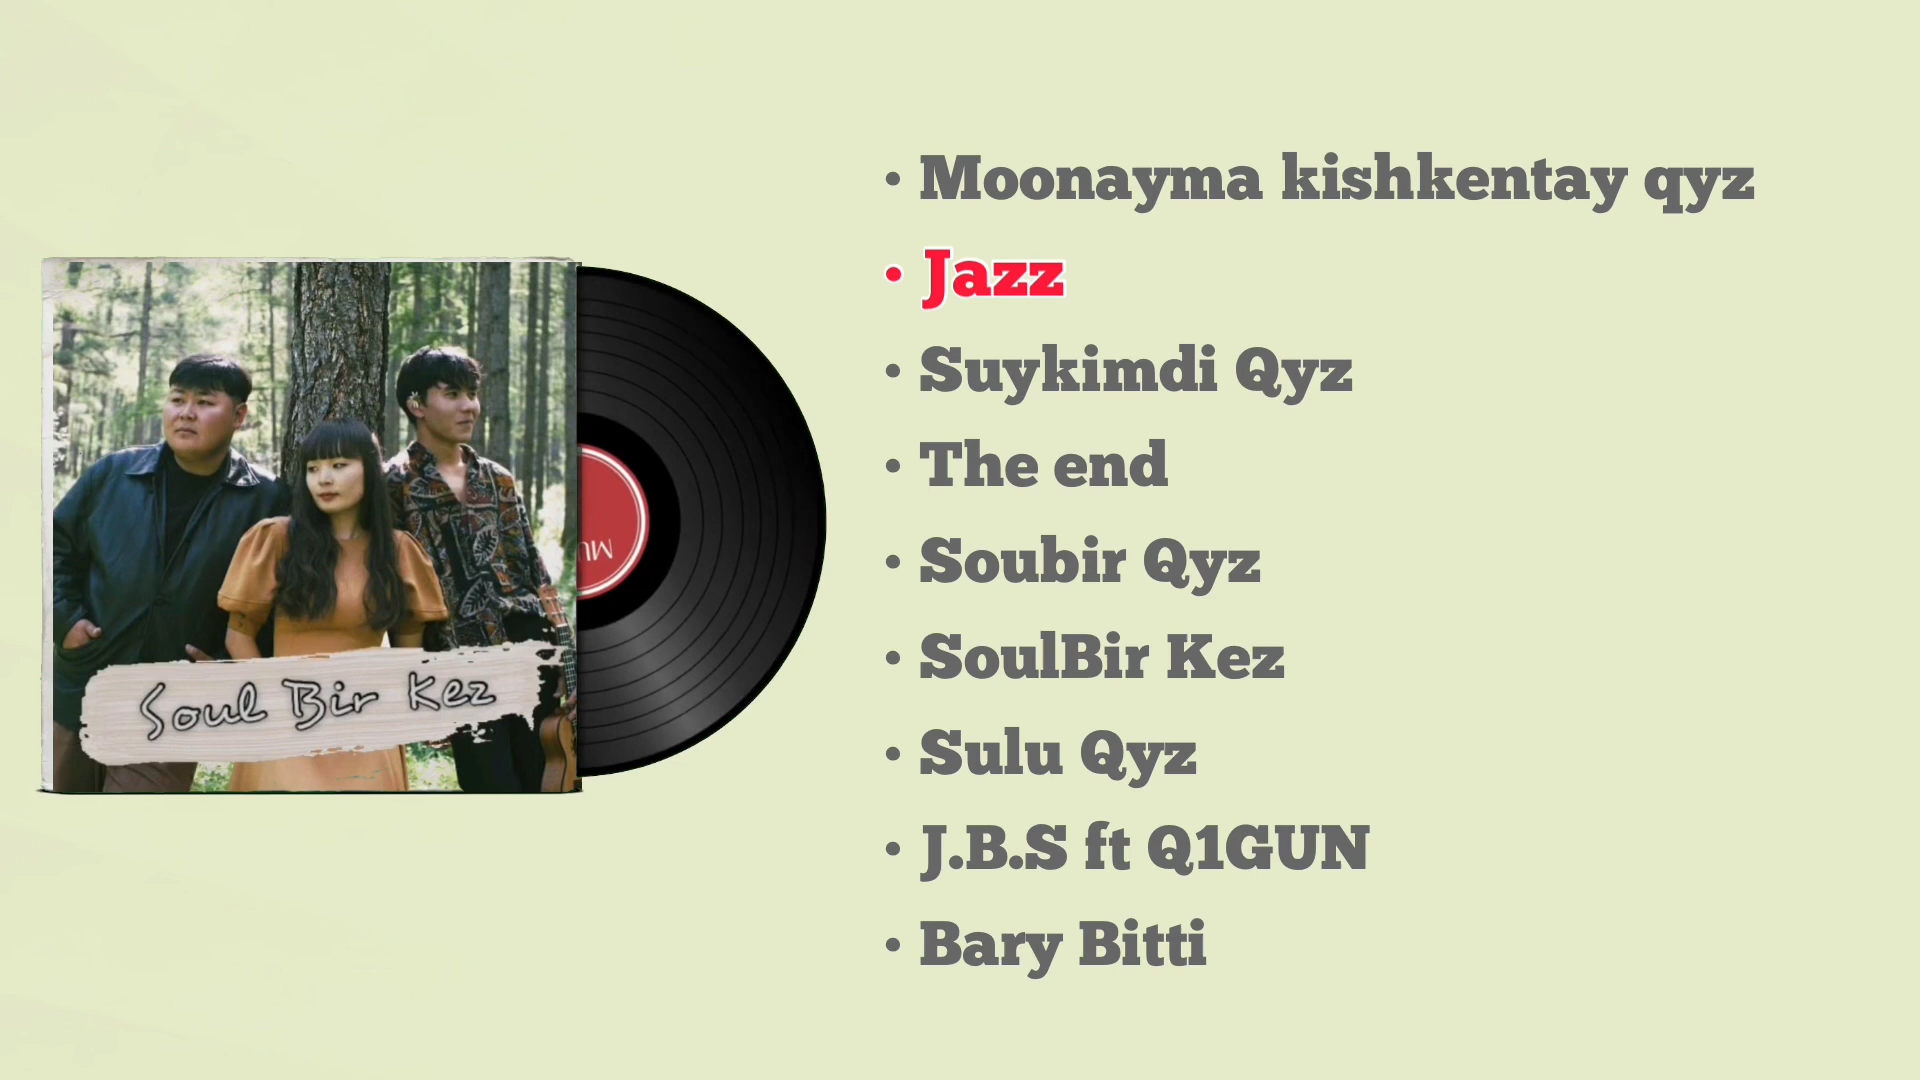 Soul Bir Kez
MU
• Moonayma kishkentay qyz
• Jazz
• Suykimdi Qyz
• The end
• Soubir Qyz
• SoulBir Kez
• Sulu Qyz
• J.B.S ft Q1GUN
• Bary Bitti